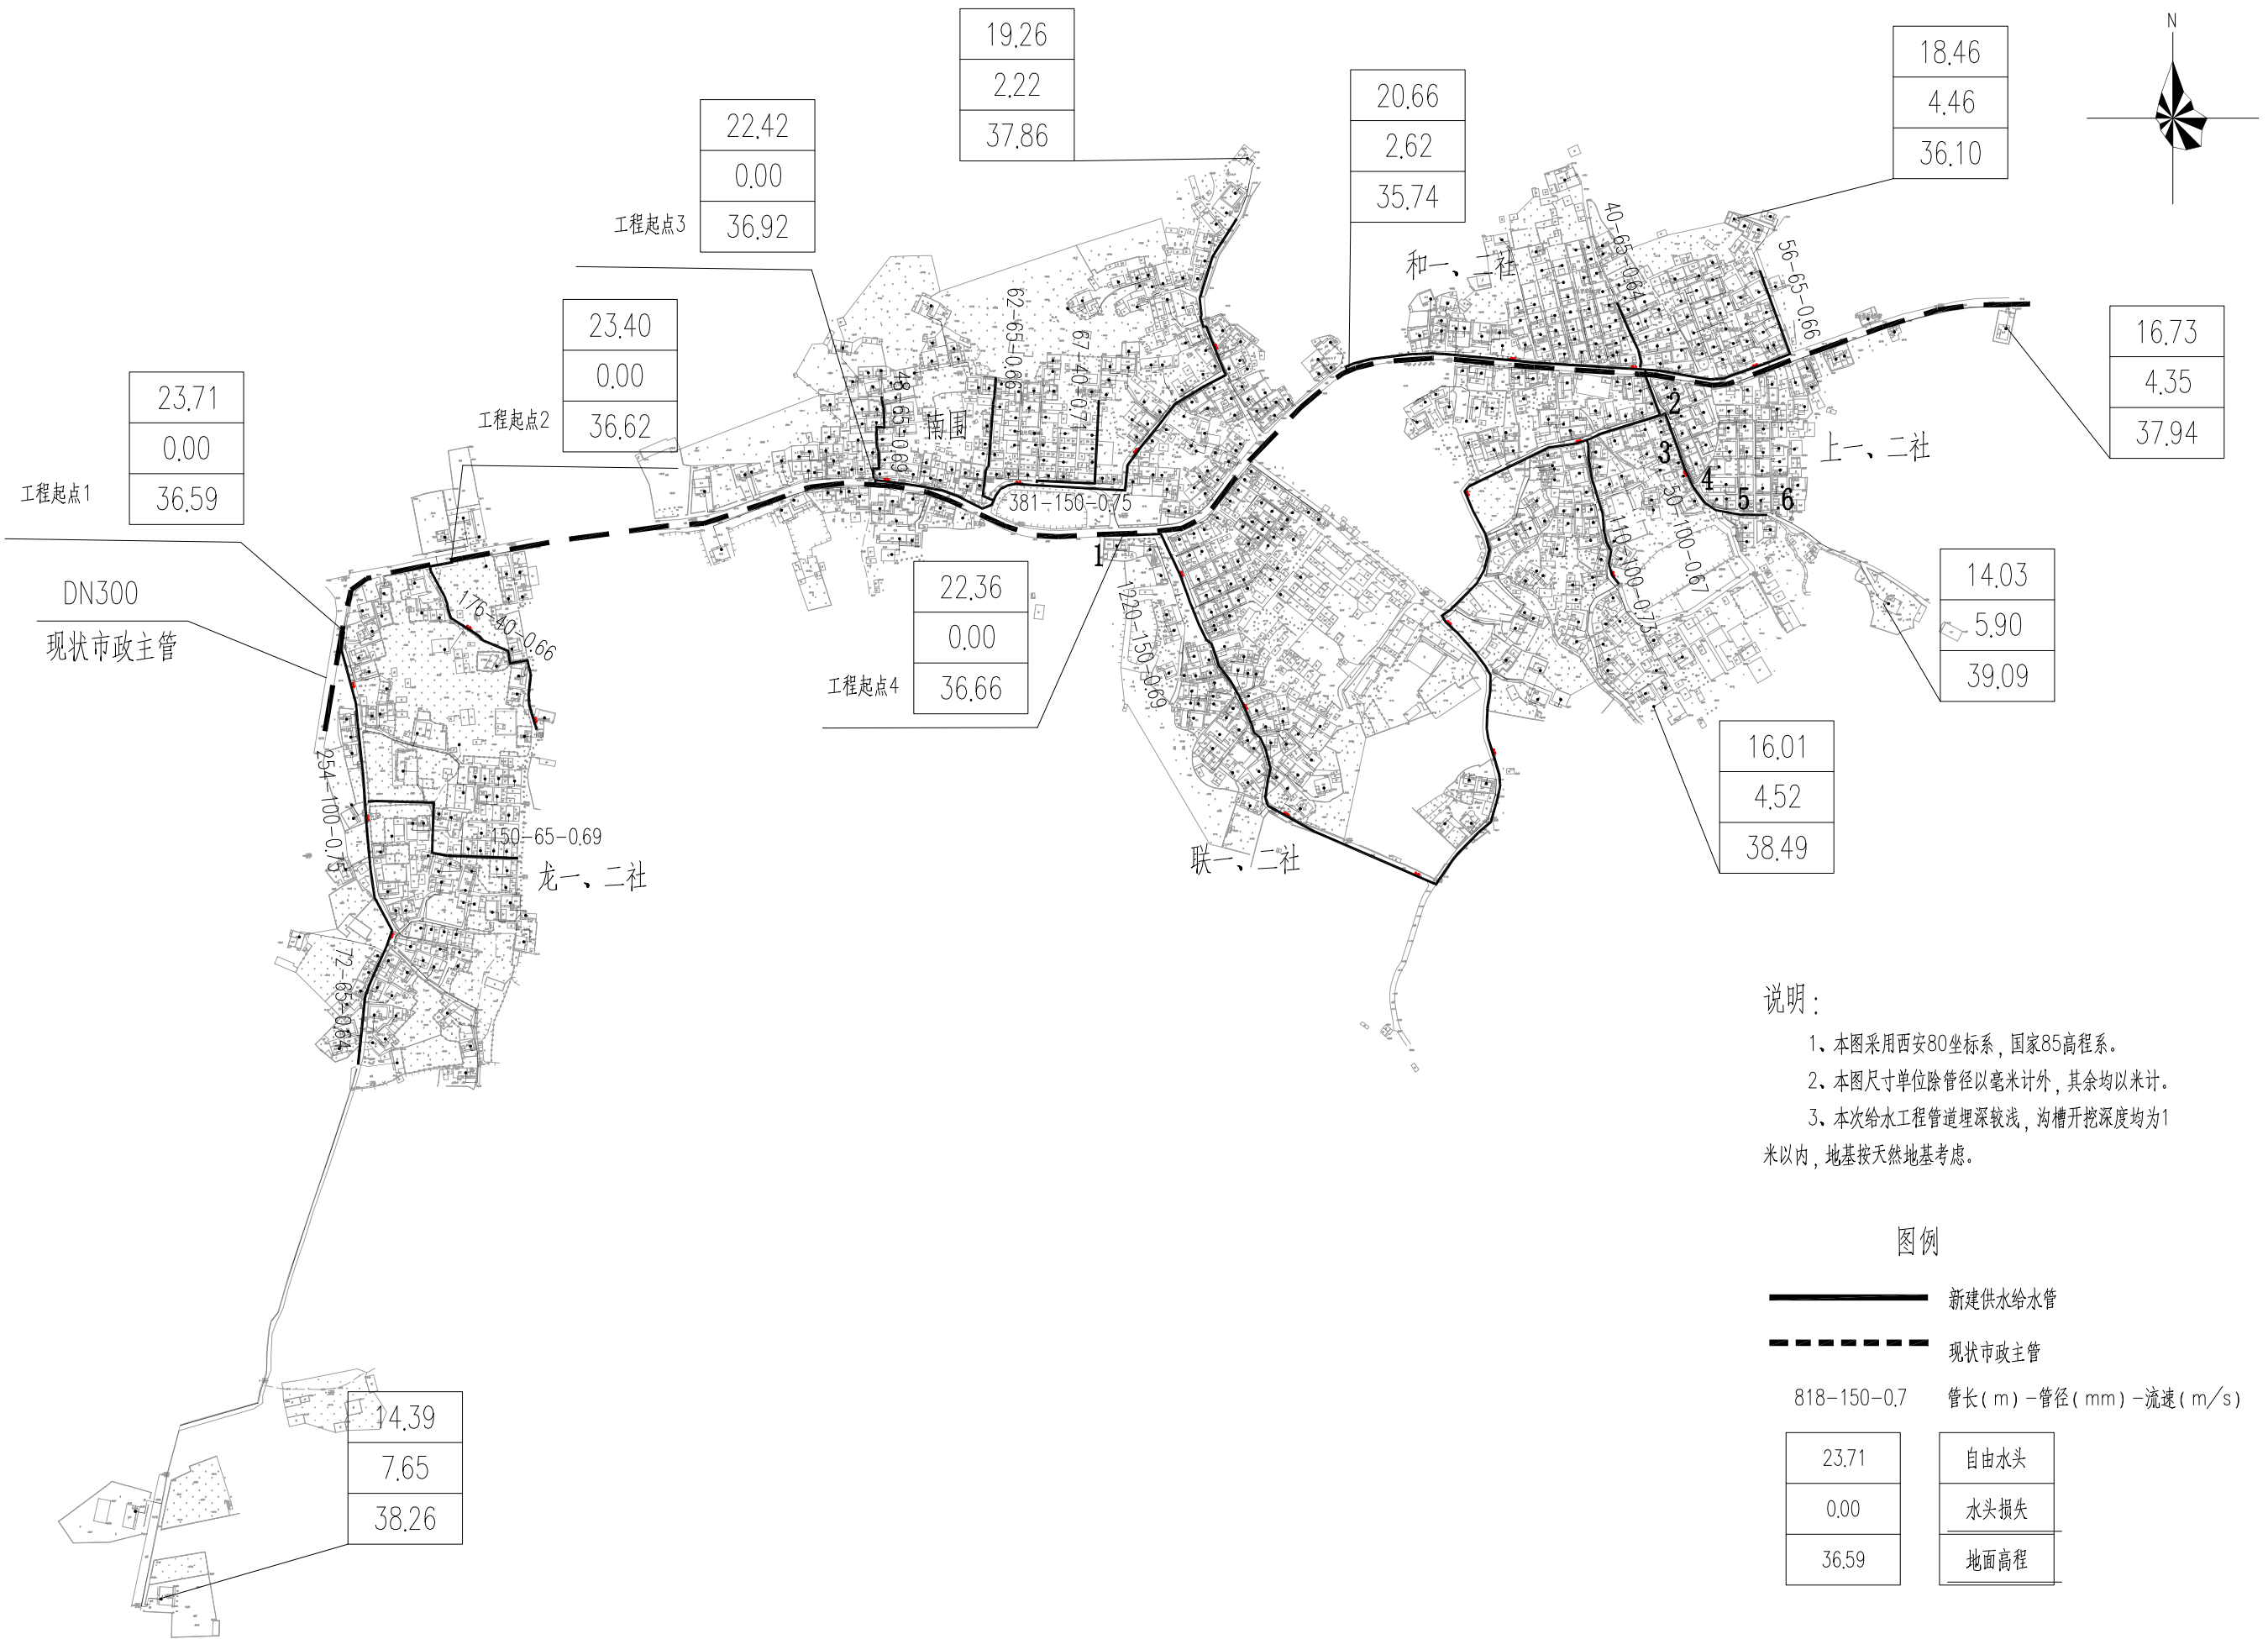 N
19.26
2.22
37.86
18.46
4.46
36.10
20.66
2.62
35.74
22.42
0.00
36.92
工程起点3
和一、二社
40-65-0.64
56-65-0.66
23.40
0.00
36.62
工程起点2
16.73
4.35
37.94
23.71
0.00
36.59
工程起点1
62-65-0.66
67-40-0.71
48-65-0.69
南围
381-150-0.75
2
3
4
5
6
上一、二社
1
50-100-0.67
110-100-0.73
DN300
现状市政主管
176-40-0.66
22.36
0.00
36.66
工程起点4
1220-150-0.69
14.03
5.90
39.09
16.01
4.52
38.49
254-100-0.75
150-65-0.69
龙一、二社
联一、二社
72-65-0.64
14.39
7.65
38.26
说明：
1、本图采用西安80坐标系，国家85高程系。
2、本图尺寸单位除管径以毫米计外，其余均以米计。
3、本次给水工程管道埋深较浅，沟槽开挖深度均为1
米以内，地基按天然地基考虑。
图例
新建供水给水管
现状市政主管
818-150-0.7 管长(m)-管径(mm)-流速(m/s)
23.71 自由水头
0.00 水头损失
36.59 地面高程